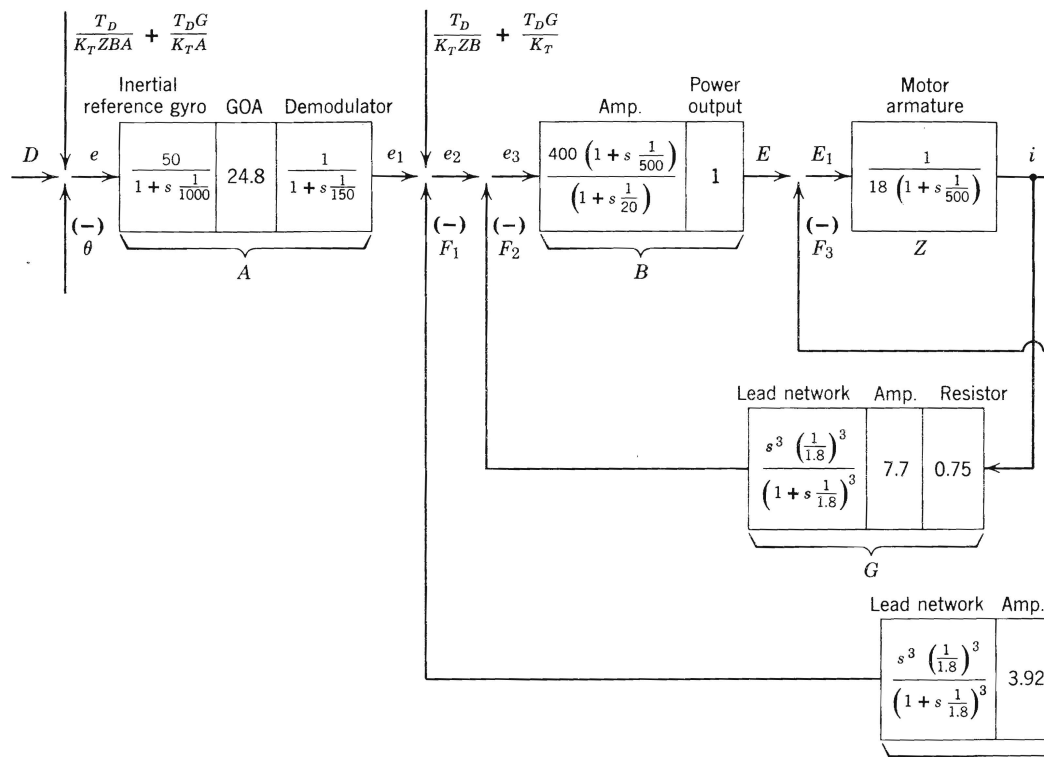 T_D/(K_T ZBA) + T_D G/(K_T A)
T_D/(K_T ZB) + T_D G/K_T
Inertial reference gyro
GOA
Demodulator
Amp.
Power output
Motor armature
D
e
50/(1 + s 1/1000)
24.8
1/(1 + s 1/150)
e_1
e_2
e_3
400 (1 + s 1/500)/(1 + s 1/20)
1
E
E_1
1/(18 (1 + s 1/500))
i
(−)
θ
(−)
F_1
(−)
F_2
(−)
F_3
A
B
Z
Lead network
Amp.
Resistor
s^3 (1/1.8)^3/(1 + s 1/1.8)^3
7.7
0.75
G
Lead network
Amp.
s^3 (1/1.8)^3/(1 + s 1/1.8)^3
3.92